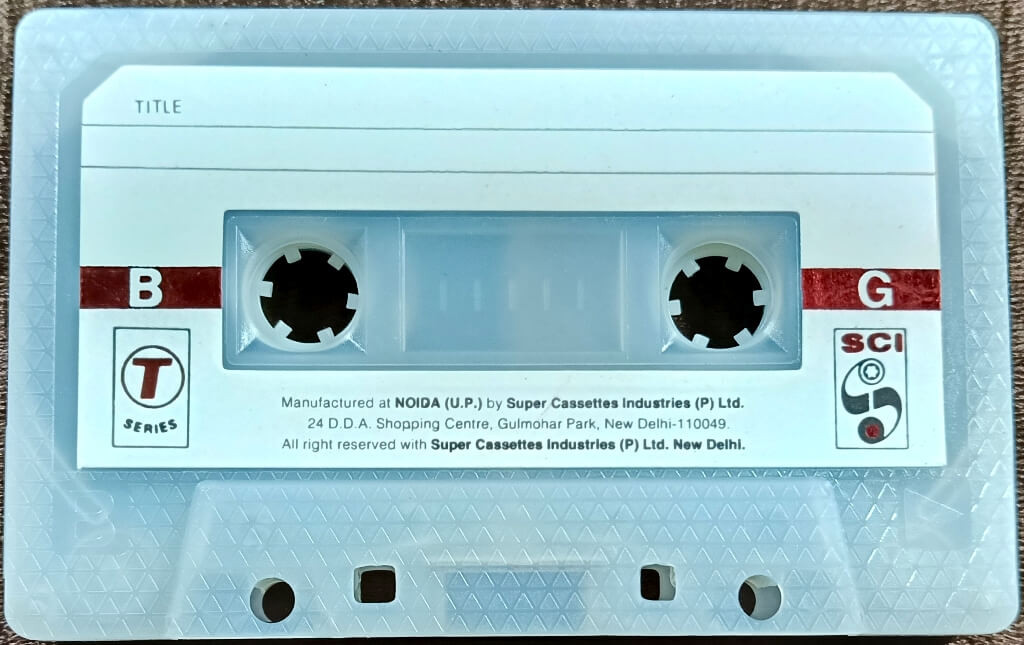 TITLE
B
G
T
SERIES
SCI
Manufactured at NOIDA (U.P.) by Super Cassettes Industries (P) Ltd.
24 D.D.A. Shopping Centre, Gulmohar Park, New Delhi-110049.
All right reserved with Super Cassettes Industries (P) Ltd. New Delhi.